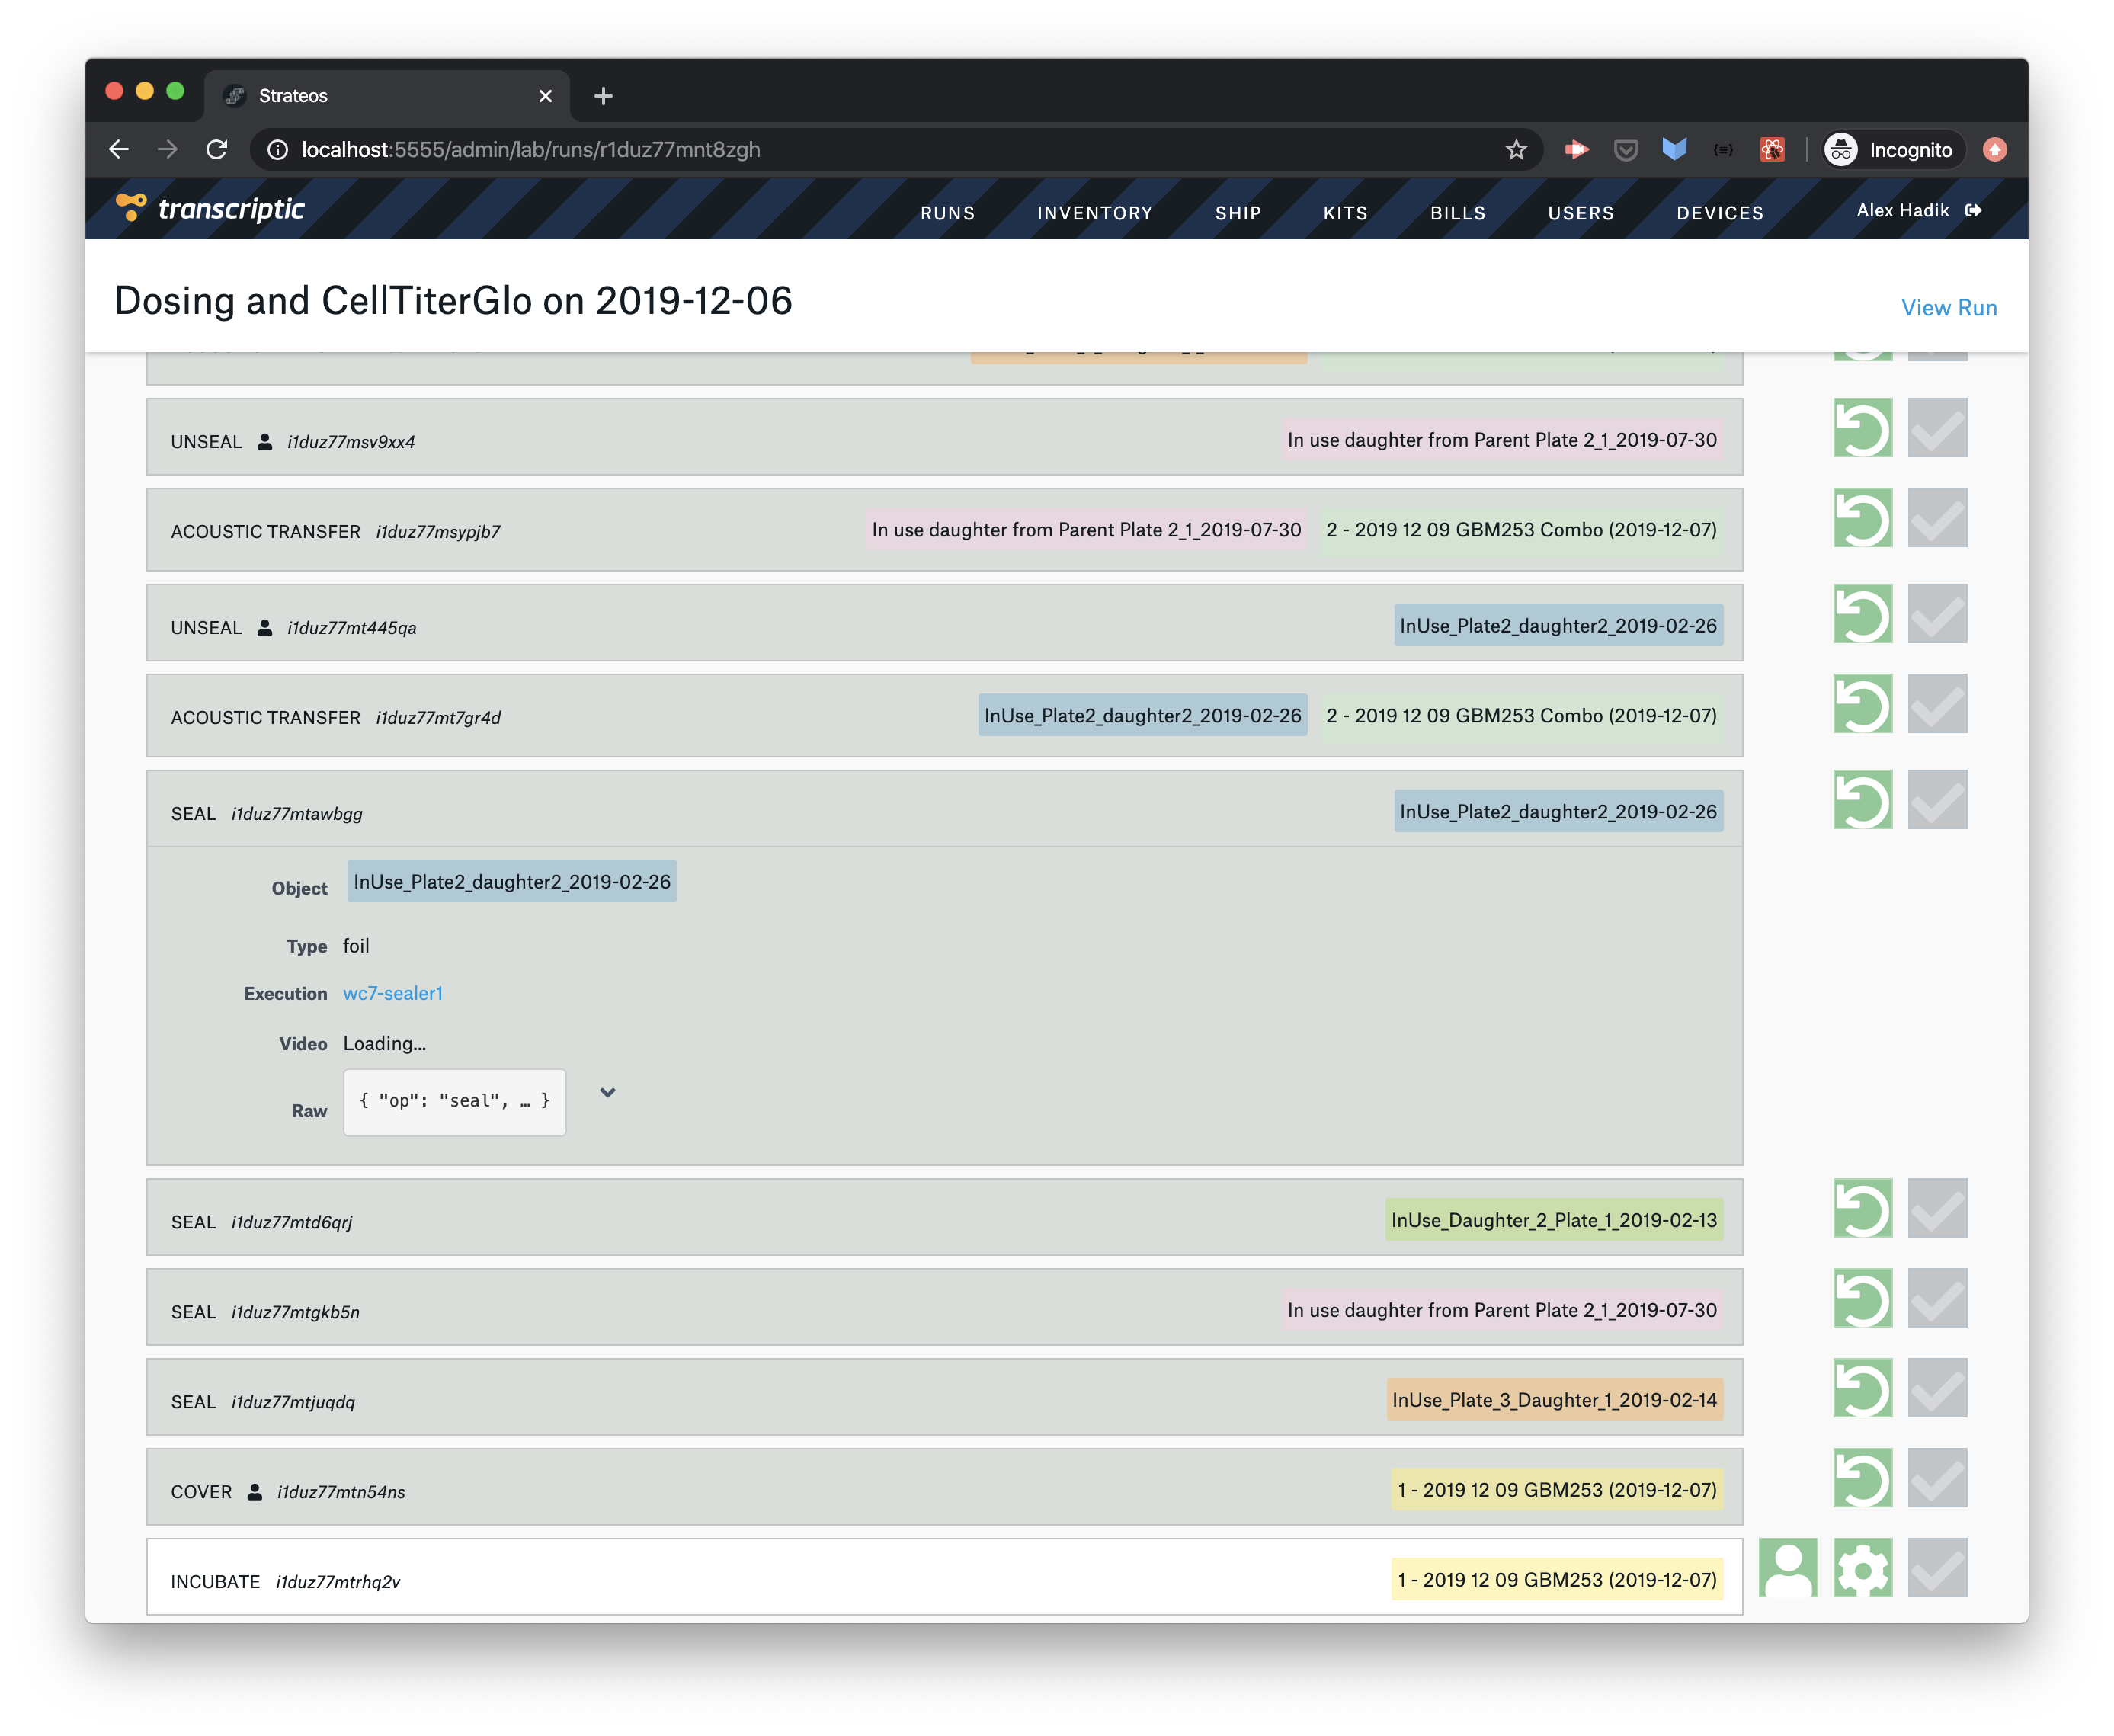 Strateos
localhost:5555/admin/lab/runs/r1duz77mnt8zgh
Incognito
transcriptic
RUNS INVENTORY SHIP KITS BILLS USERS DEVICES
Alex Hadik
Dosing and CellTiterGlo on 2019-12-06
View Run
UNSEAL i1duz77msv9xx4 In use daughter from Parent Plate 2_1_2019-07-30
ACOUSTIC TRANSFER i1duz77msypjb7 In use daughter from Parent Plate 2_1_2019-07-30 2 - 2019 12 09 GBM253 Combo (2019-12-07)
UNSEAL i1duz77mt445qa InUse_Plate2_daughter2_2019-02-26
ACOUSTIC TRANSFER i1duz77mt7gr4d InUse_Plate2_daughter2_2019-02-26 2 - 2019 12 09 GBM253 Combo (2019-12-07)
SEAL i1duz77mtawbgg InUse_Plate2_daughter2_2019-02-26
Object InUse_Plate2_daughter2_2019-02-26
Type foil
Execution wc7-sealer1
Video Loading...
Raw { "op": "seal", … }
SEAL i1duz77mtd6qrj InUse_Daughter_2_Plate_1_2019-02-13
SEAL i1duz77mtgkb5n In use daughter from Parent Plate 2_1_2019-07-30
SEAL i1duz77mtjuqdq InUse_Plate_3_Daughter_1_2019-02-14
COVER i1duz77mtn54ns 1 - 2019 12 09 GBM253 (2019-12-07)
INCUBATE i1duz77mtrhq2v 1 - 2019 12 09 GBM253 (2019-12-07)